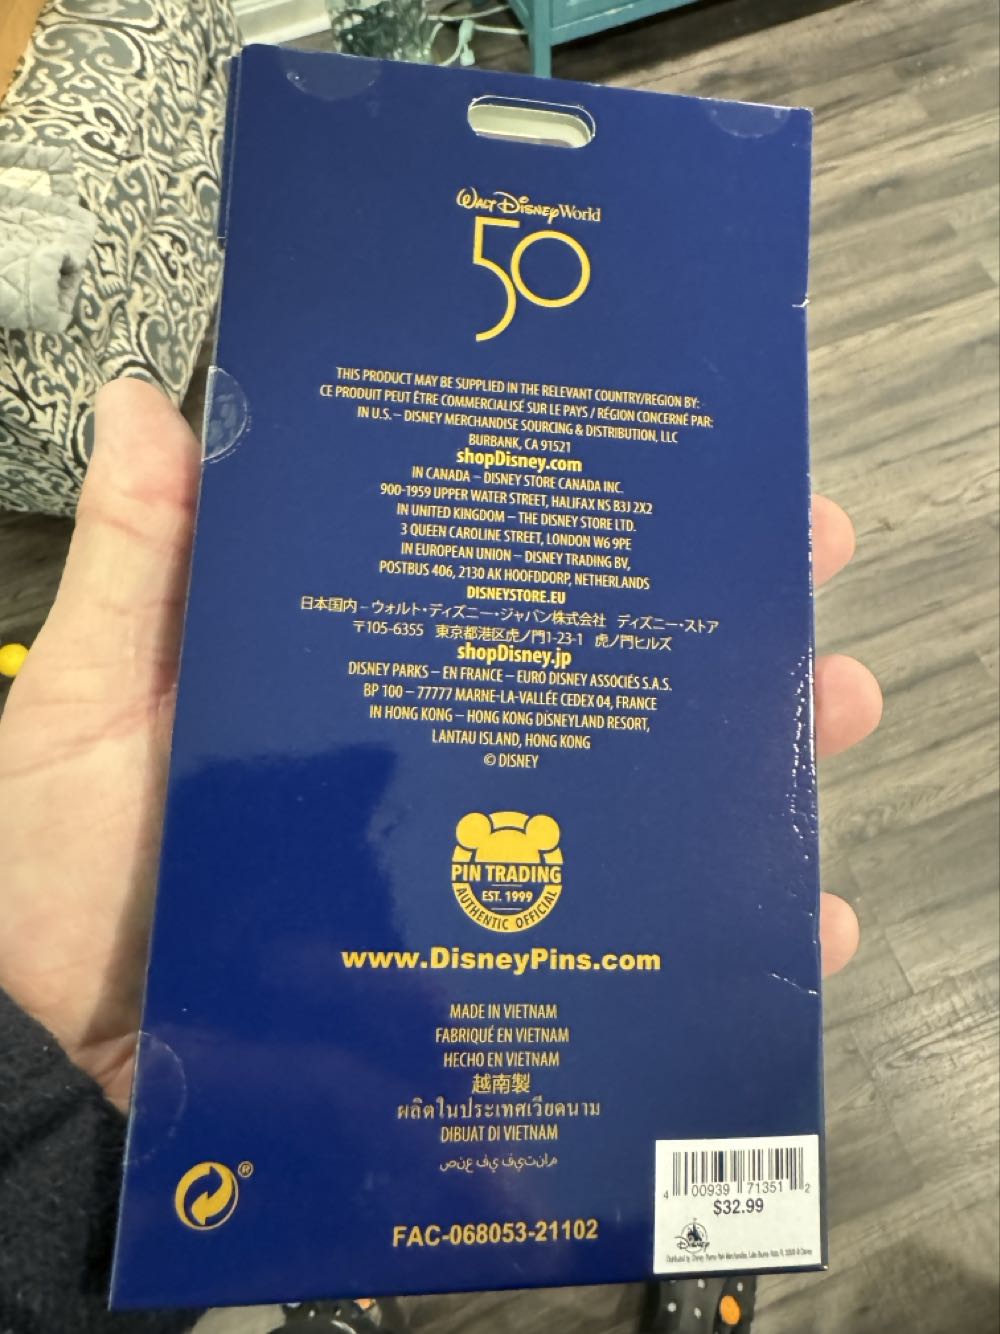 WALT DISNEY World
50
THIS PRODUCT MAY BE SUPPLIED IN THE RELEVANT COUNTRY/REGION BY:
CE PRODUIT PEUT ÊTRE COMMERCIALISÉ SUR LE PAYS / RÉGION CONCERNÉ PAR:
IN U.S. – DISNEY MERCHANDISE SOURCING & DISTRIBUTION, LLC
BURBANK, CA 91521
shopDisney.com
IN CANADA – DISNEY STORE CANADA INC.
900-1959 UPPER WATER STREET, HALIFAX NS B3J 2X2
IN UNITED KINGDOM – THE DISNEY STORE LTD.
3 QUEEN CAROLINE STREET, LONDON W6 9PE
IN EUROPEAN UNION – DISNEY TRADING BV,
POSTBUS 406, 2130 AK HOOFDDORP, NETHERLANDS
DISNEYSTORE.EU
日本国内 – ウォルト・ディズニー・ジャパン株式会社 ディズニー・ストア
〒105-6355 東京都港区虎ノ門1-23-1 虎ノ門ヒルズ
shopDisney.jp
DISNEY PARKS – EN FRANCE – EURO DISNEY ASSOCIÉS S.A.S.
BP 100 – 77777 MARNE-LA-VALLÉE CEDEX 04, FRANCE
IN HONG KONG – HONG KONG DISNEYLAND RESORT,
LANTAU ISLAND, HONG KONG
© DISNEY
PIN TRADING
EST. 1999
AUTHENTIC OFFICIAL
www.DisneyPins.com
MADE IN VIETNAM
FABRIQUÉ EN VIETNAM
HECHO EN VIETNAM
越南製
ผลิตในประเทศเวียดนาม
DIBUAT DI VIETNAM
®
FAC-068053-21102
4 00939 71351 2
$32.99
DISNEY